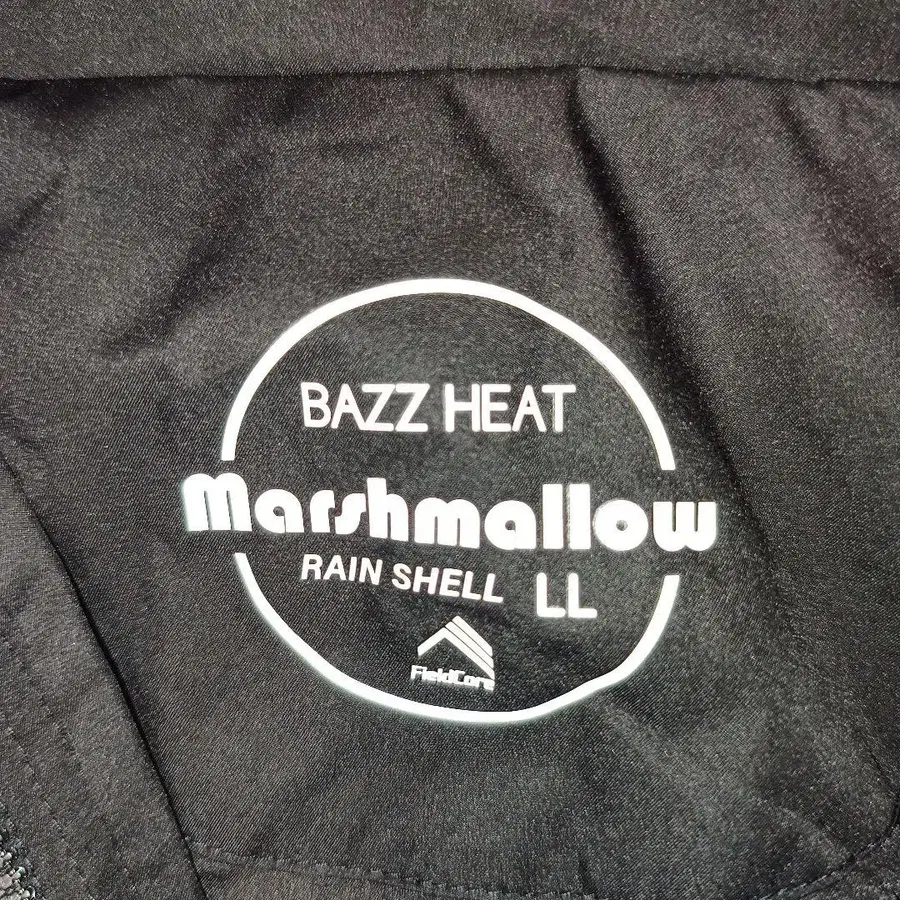 BAZZ HEAT
Marshmallow
RAIN SHELL LL
FieldCore